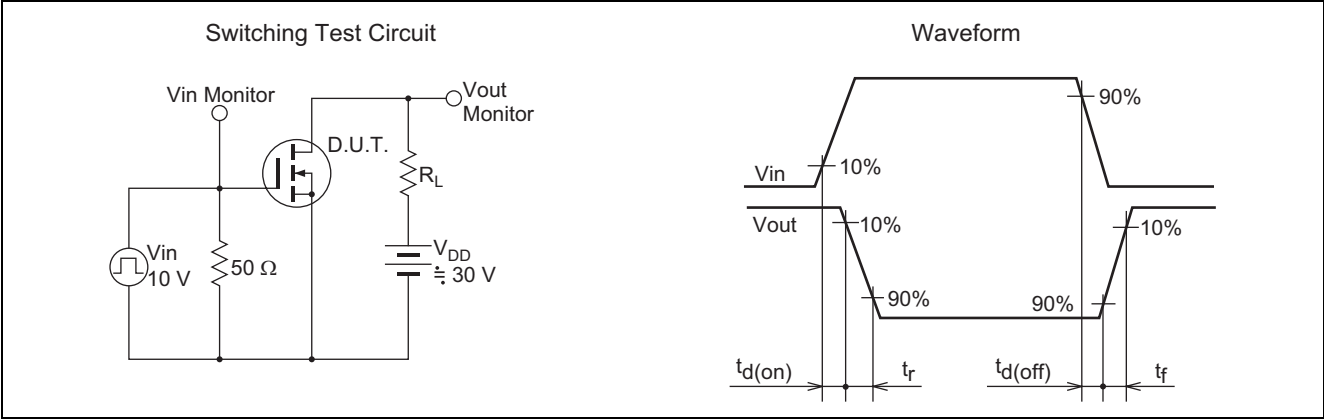 Switching Test Circuit
Vin Monitor
Vout
Monitor
D.U.T.
RL
Vin
10 V
50 Ω
VDD
≒ 30 V
Waveform
90%
10%
Vin
Vout
10%
10%
90%
90%
td(on)
tr
td(off)
tf